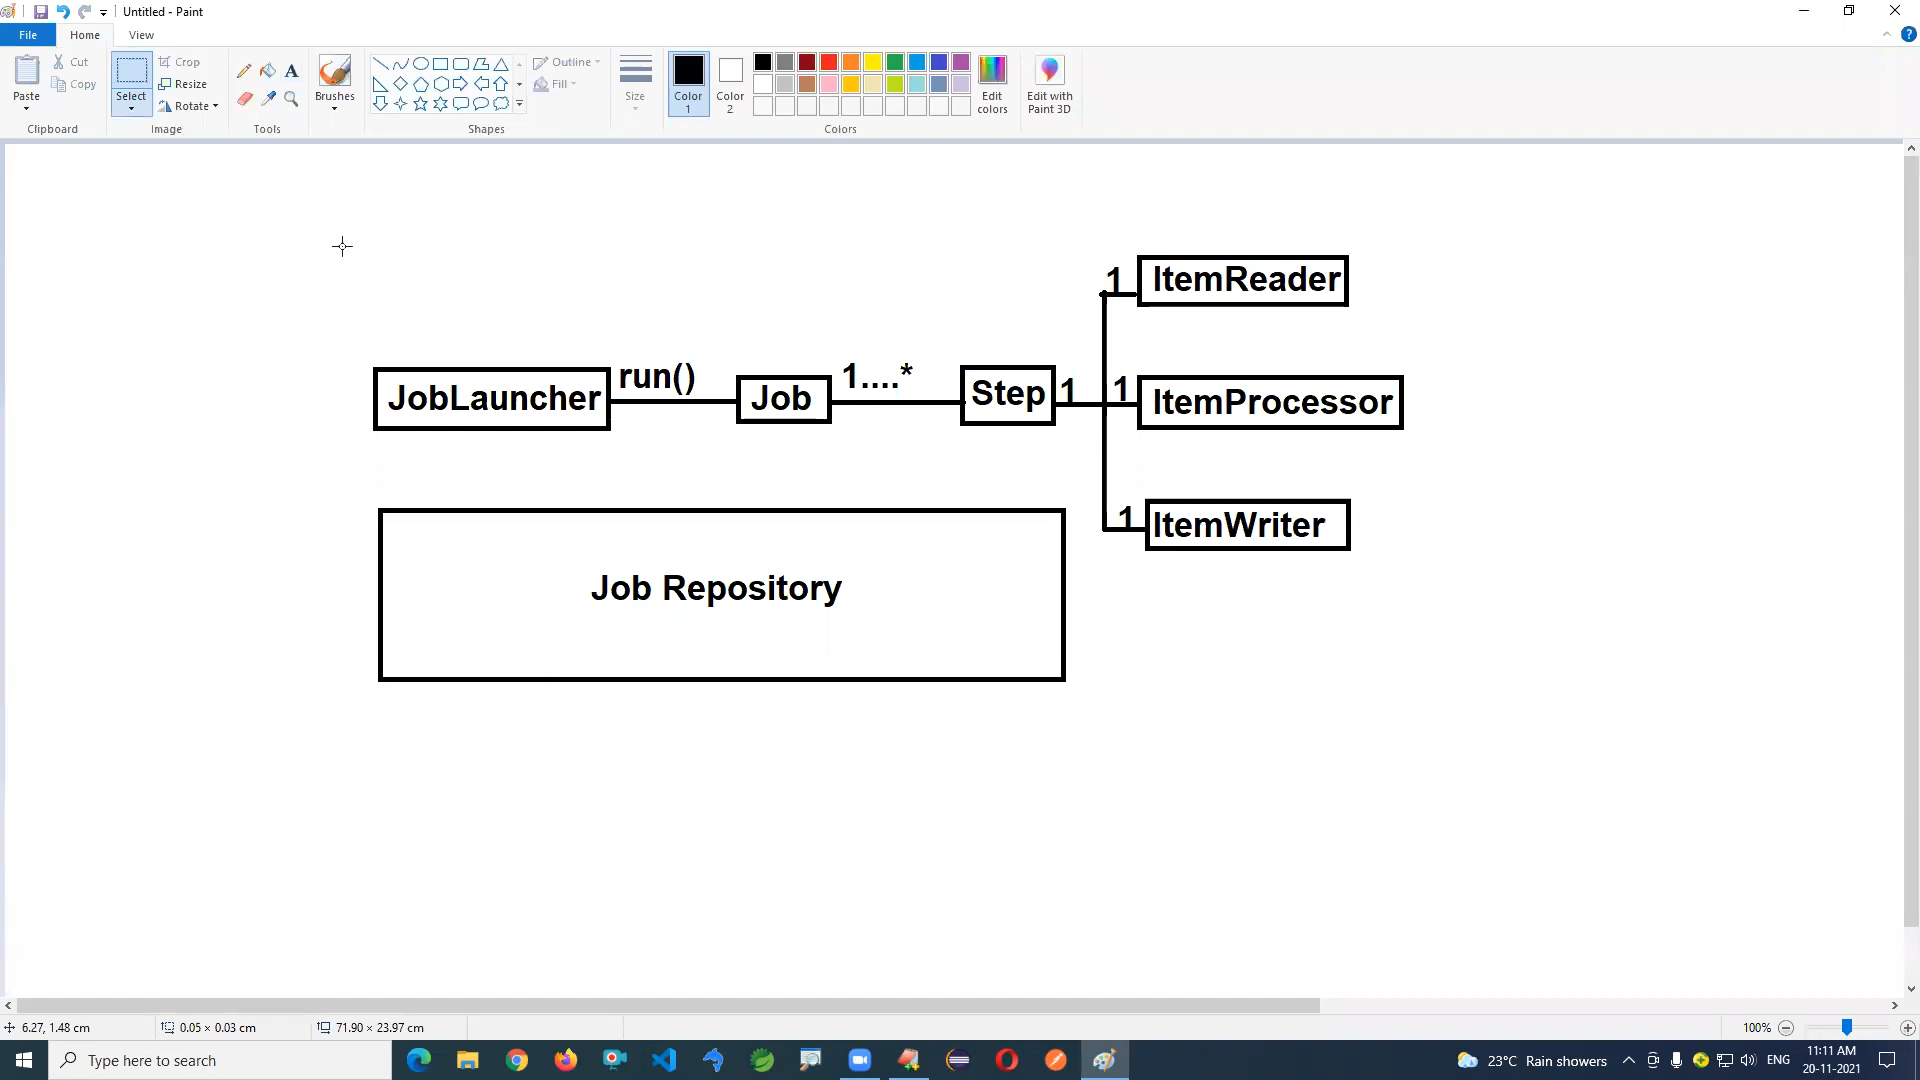 Untitled - Paint
File Home View
Paste
Cut
Copy
Clipboard
Select
Crop
Resize
Rotate
Image
A
Tools
Brushes
Shapes
Outline
Fill
Size
Color 1
Color 2
Colors
Edit colors
Edit with Paint 3D
1 ItemReader
JobLauncher run() Job 1....* Step 1 1 ItemProcessor
1 ItemWriter
Job Repository
6.27, 1.48 cm 0.05 × 0.03 cm 71.90 × 23.97 cm 100%
Type here to search 23°C Rain showers ENG 11:11 AM
20-11-2021